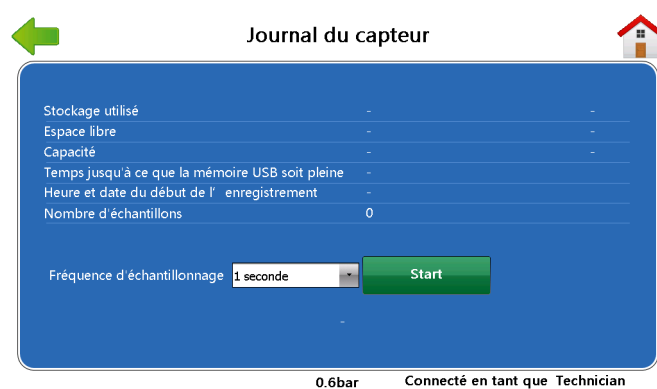 Journal du capteur
Stockage utilisé - -
Espace libre - -
Capacité - -
Temps jusqu'à ce que la mémoire USB soit pleine -
Heure et date du début de l' enregistrement -
Nombre d'échantillons 0
Fréquence d'échantillonnage 1 seconde Start
-
0.6bar Connecté en tant que Technician